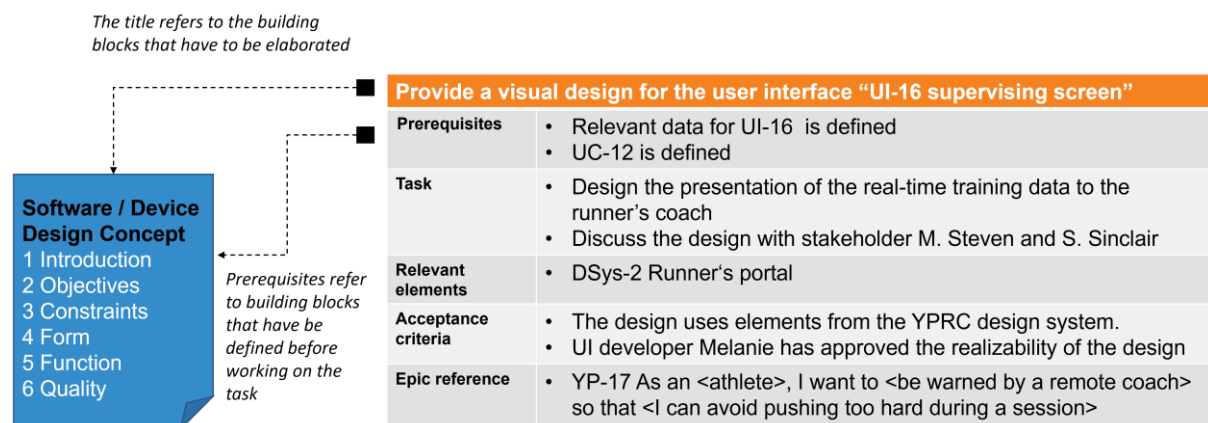 The title refers to the building
blocks that have to be elaborated
Provide a visual design for the user interface “UI-16 supervising screen”
Prerequisites
• Relevant data for UI-16 is defined
• UC-12 is defined
Task
• Design the presentation of the real-time training data to the
runner’s coach
• Discuss the design with stakeholder M. Steven and S. Sinclair
Relevant
elements
• DSys-2 Runner‘s portal
Acceptance
criteria
• The design uses elements from the YPRC design system.
• UI developer Melanie has approved the realizability of the design
Epic reference
• YP-17 As an <athlete>, I want to <be warned by a remote coach>
so that <I can avoid pushing too hard during a session>
Software / Device
Design Concept
1 Introduction
2 Objectives
3 Constraints
4 Form
5 Function
6 Quality
Prerequisites refer
to building blocks
that have be
defined before
working on the
task